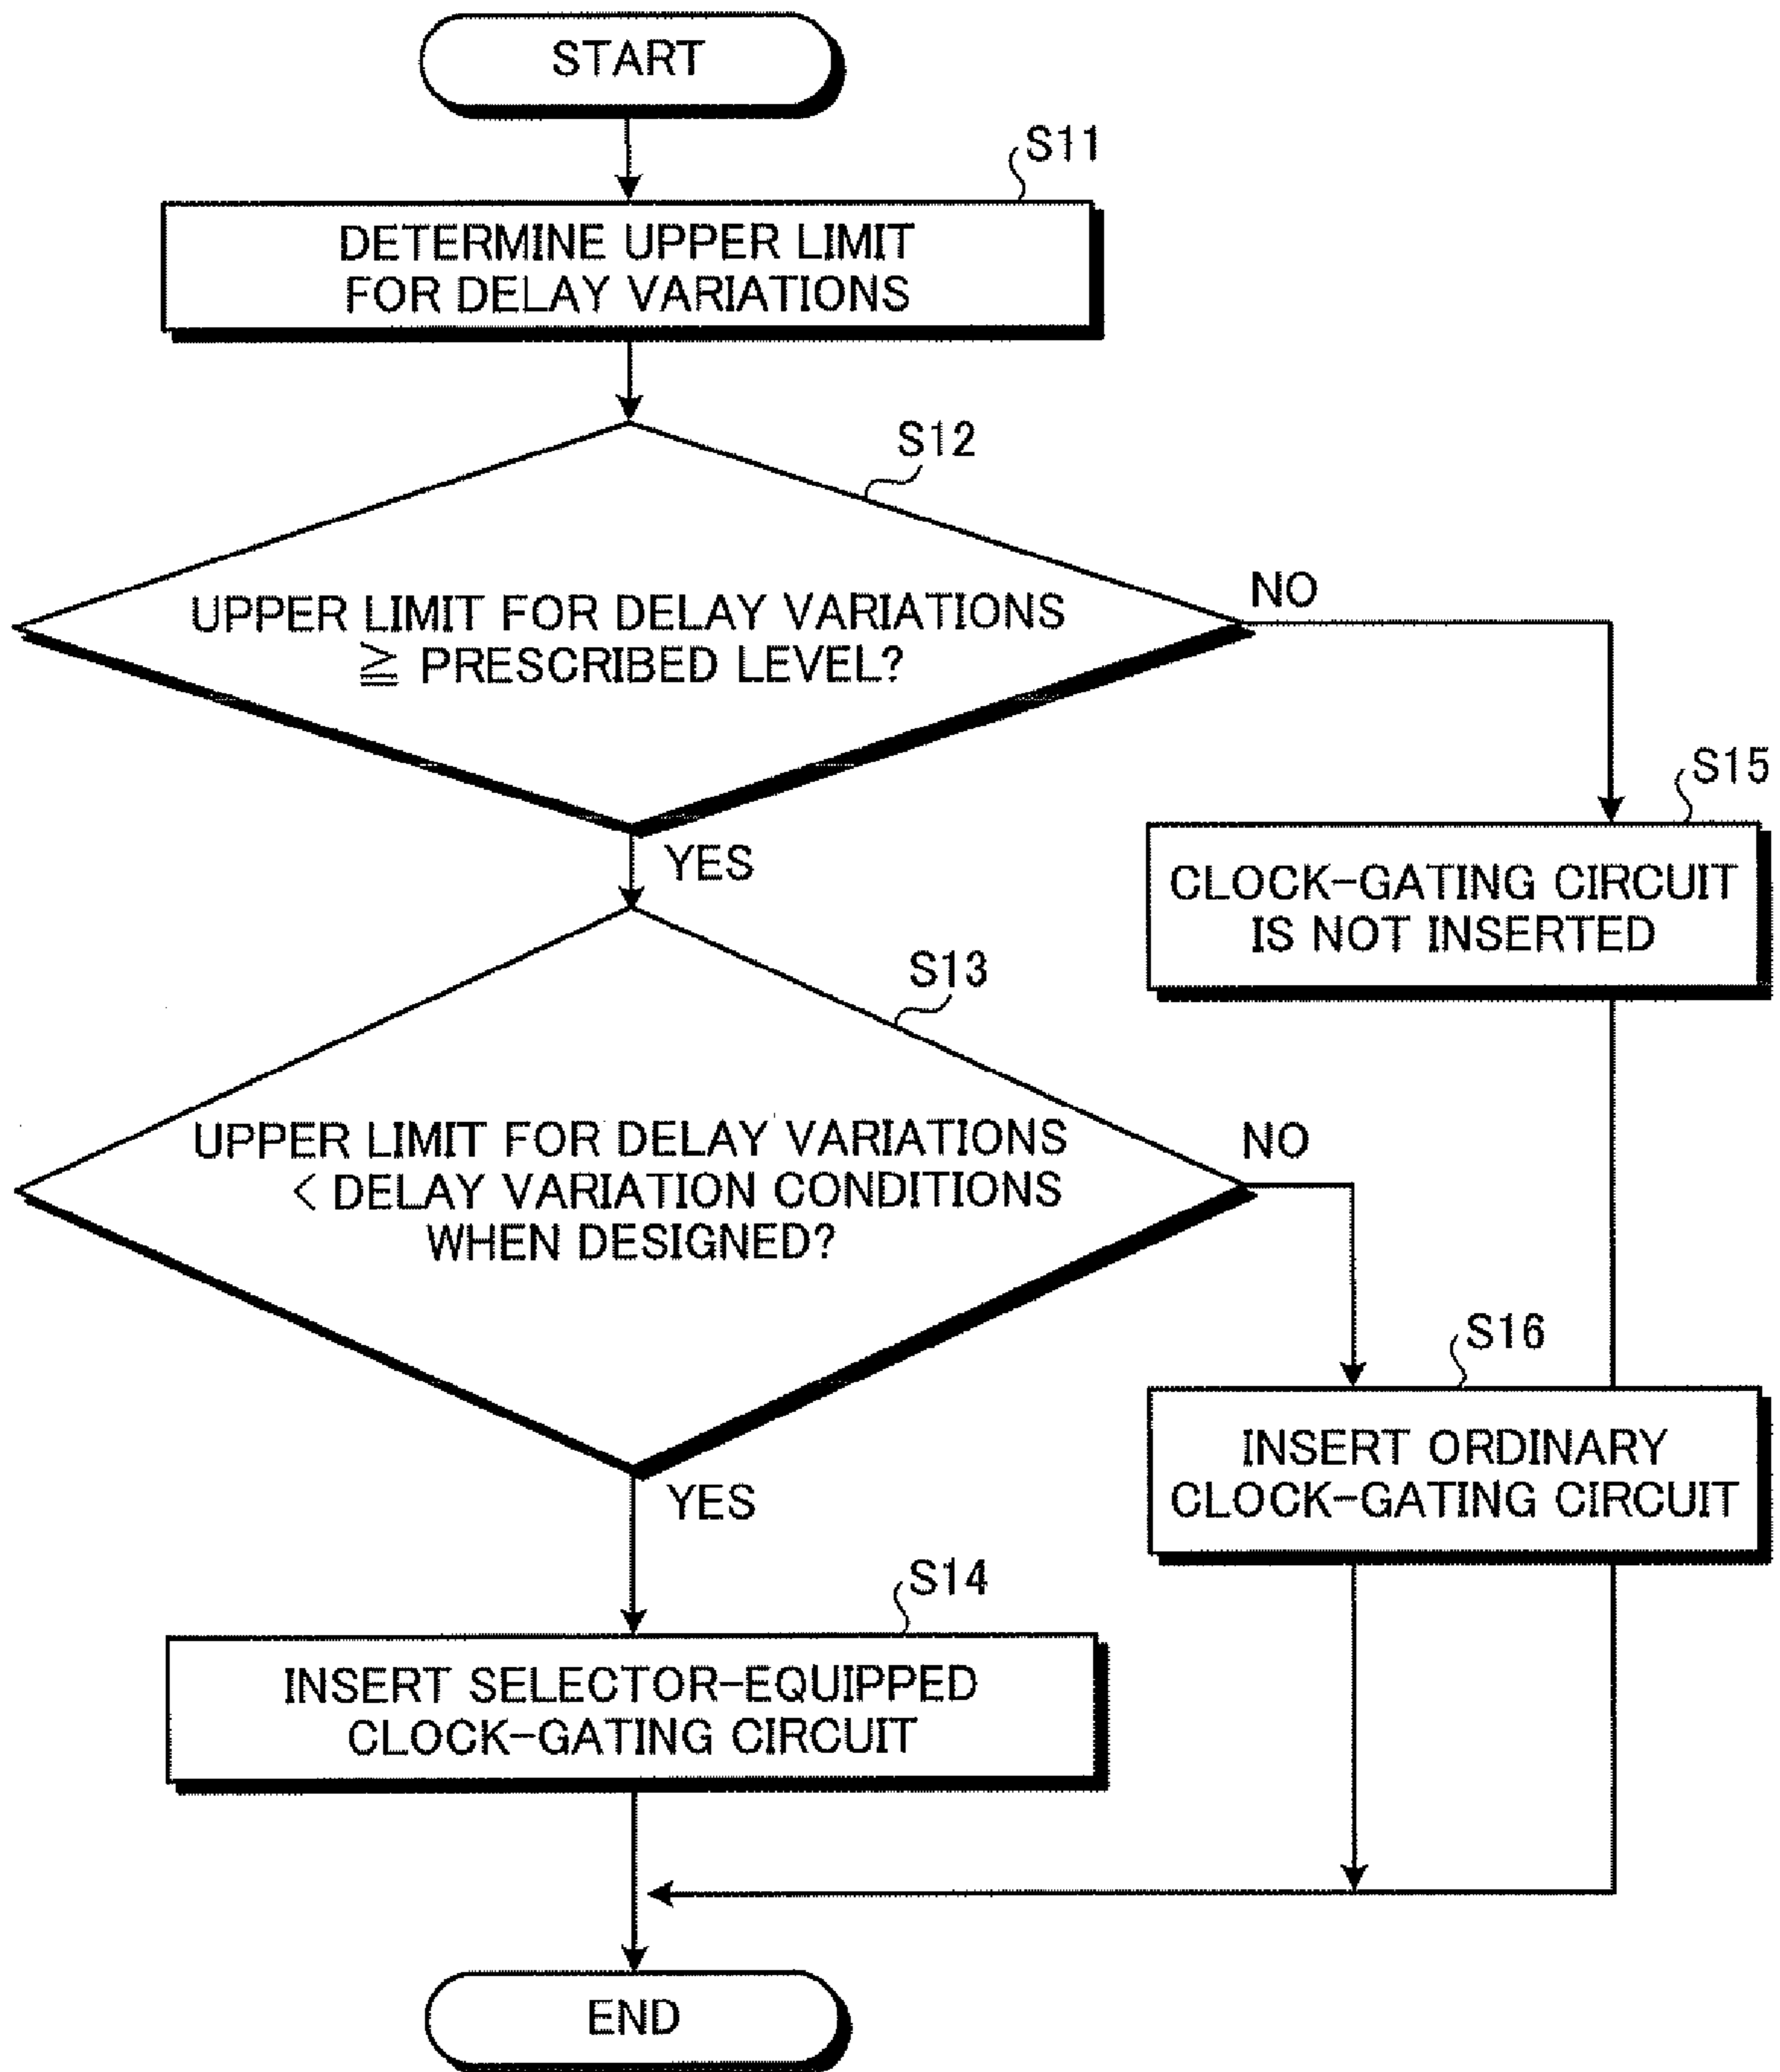 START
S11
DETERMINE UPPER LIMIT
FOR DELAY VARIATIONS
S12
UPPER LIMIT FOR DELAY VARIATIONS
≧ PRESCRIBED LEVEL?
NO
YES
S15
CLOCK-GATING CIRCUIT
IS NOT INSERTED
S13
UPPER LIMIT FOR DELAY VARIATIONS
< DELAY VARIATION CONDITIONS
WHEN DESIGNED?
NO
YES
S16
INSERT ORDINARY
CLOCK-GATING CIRCUIT
S14
INSERT SELECTOR-EQUIPPED
CLOCK-GATING CIRCUIT
END